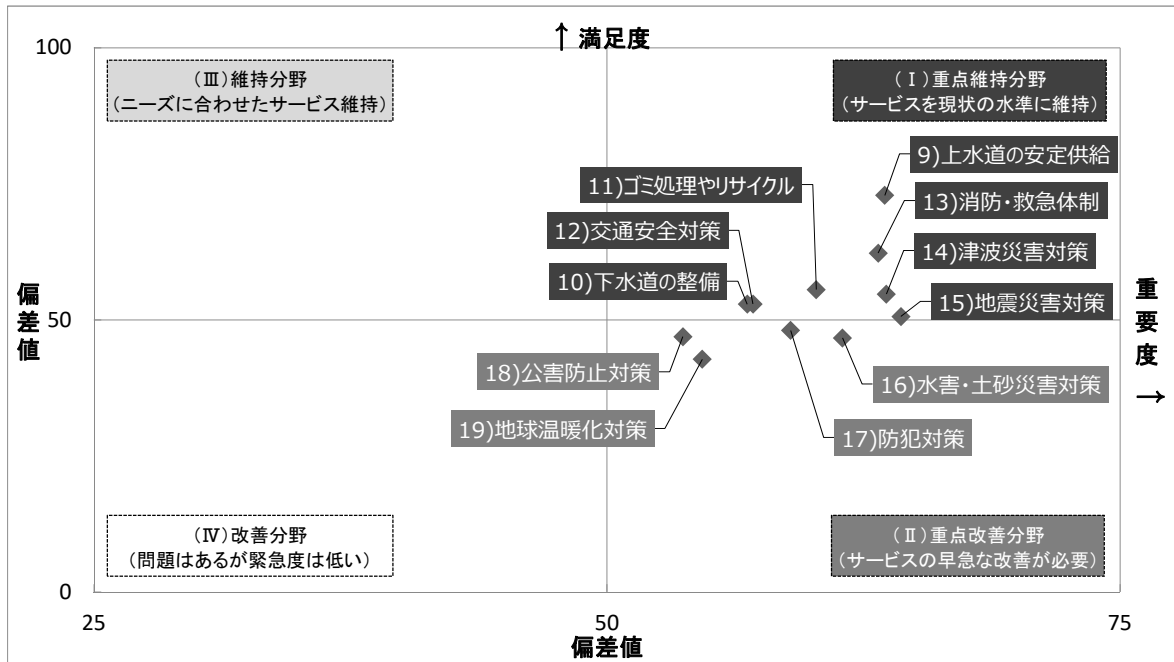 ↑ 満足度
100
(Ⅲ)維持分野
(ニーズに合わせたサービス維持)
(Ⅰ)重点維持分野
(サービスを現状の水準に維持)
9)上水道の安定供給
11)ゴミ処理やリサイクル
13)消防・救急体制
12)交通安全対策
14)津波災害対策
10)下水道の整備
15)地震災害対策
偏差値
50
重要度
→
18)公害防止対策
16)水害・土砂災害対策
19)地球温暖化対策
17)防犯対策
(Ⅳ)改善分野
(問題はあるが緊急度は低い)
(Ⅱ)重点改善分野
(サービスの早急な改善が必要)
0
25
50
75
偏差値